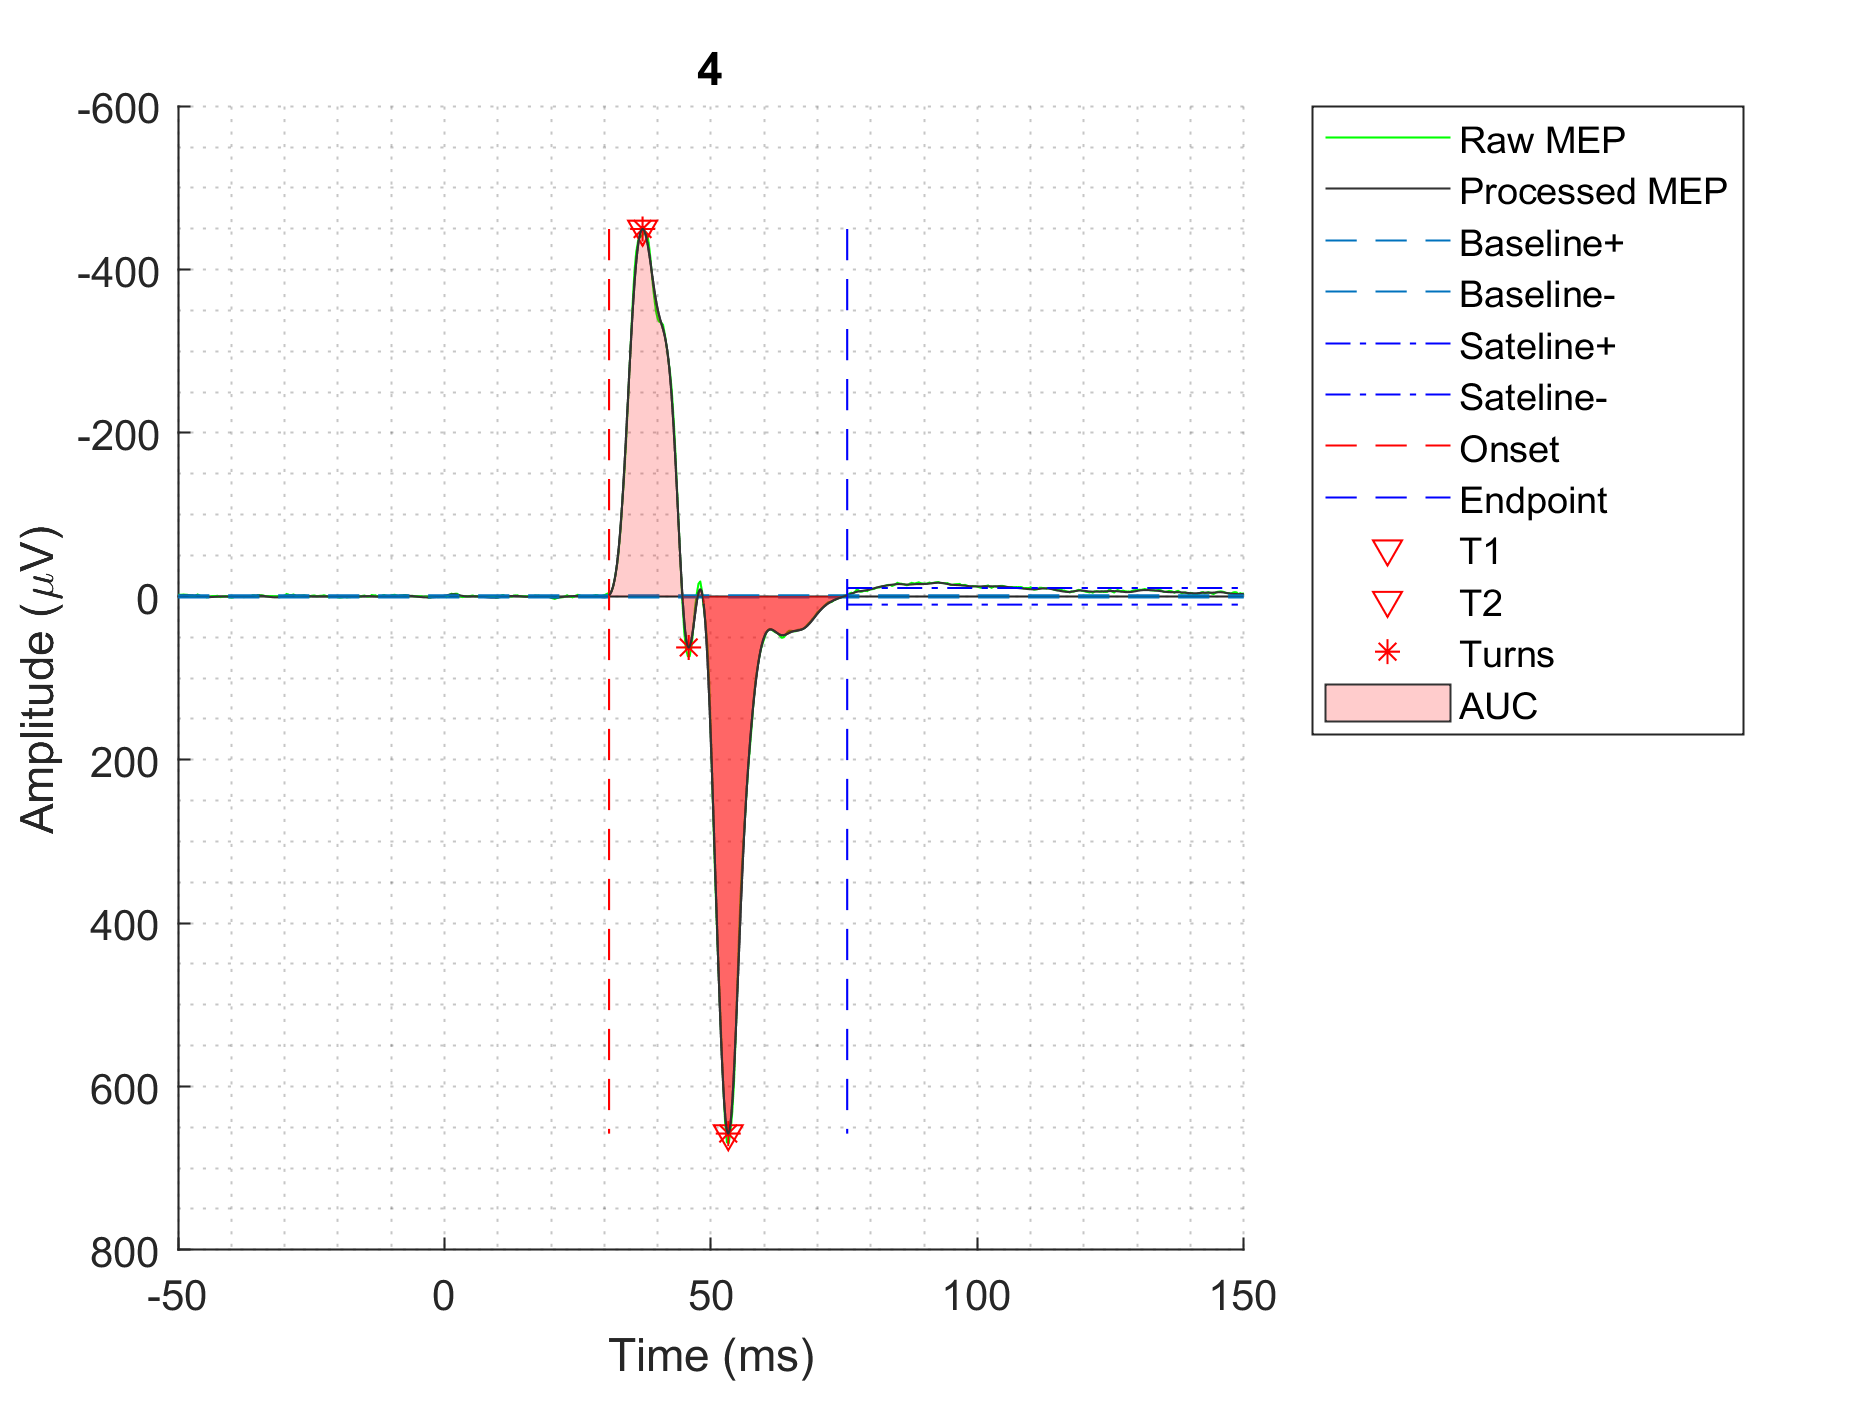 4
-600
-400
-200
0
200
400
600
800
Amplitude (μV)
-50 0 50 100 150
Time (ms)
Raw MEP
Processed MEP
Baseline+
Baseline-
Sateline+
Sateline-
Onset
Endpoint
T1
T2
Turns
AUC